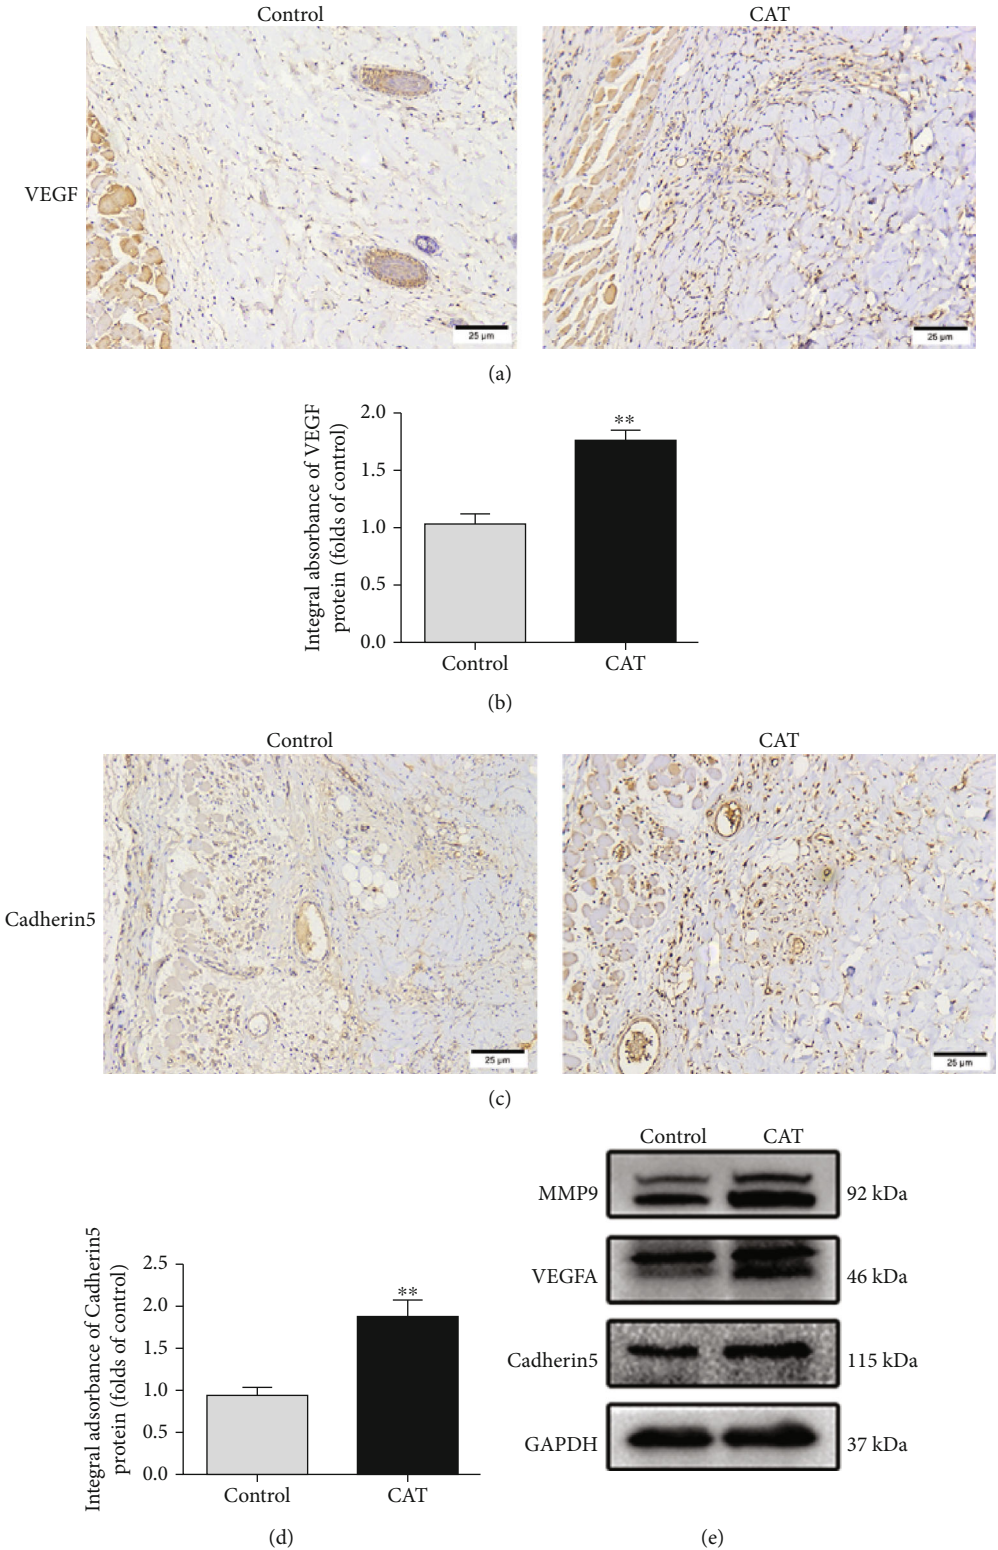 Control
CAT
VEGF
25 µm
25 µm
(a)
Integral absorbance of VEGF
protein (folds of control)
2.0
1.5
1.0
0.5
0.0
**
Control
CAT
(b)
Control
CAT
Cadherin5
25 µm
25 µm
(c)
Integral adsorbance of Cadherin5
protein (folds of control)
2.5
2.0
1.5
1.0
0.5
0.0
**
Control
CAT
(d)
Control
CAT
MMP9
92 kDa
VEGFA
46 kDa
Cadherin5
115 kDa
GAPDH
37 kDa
(e)